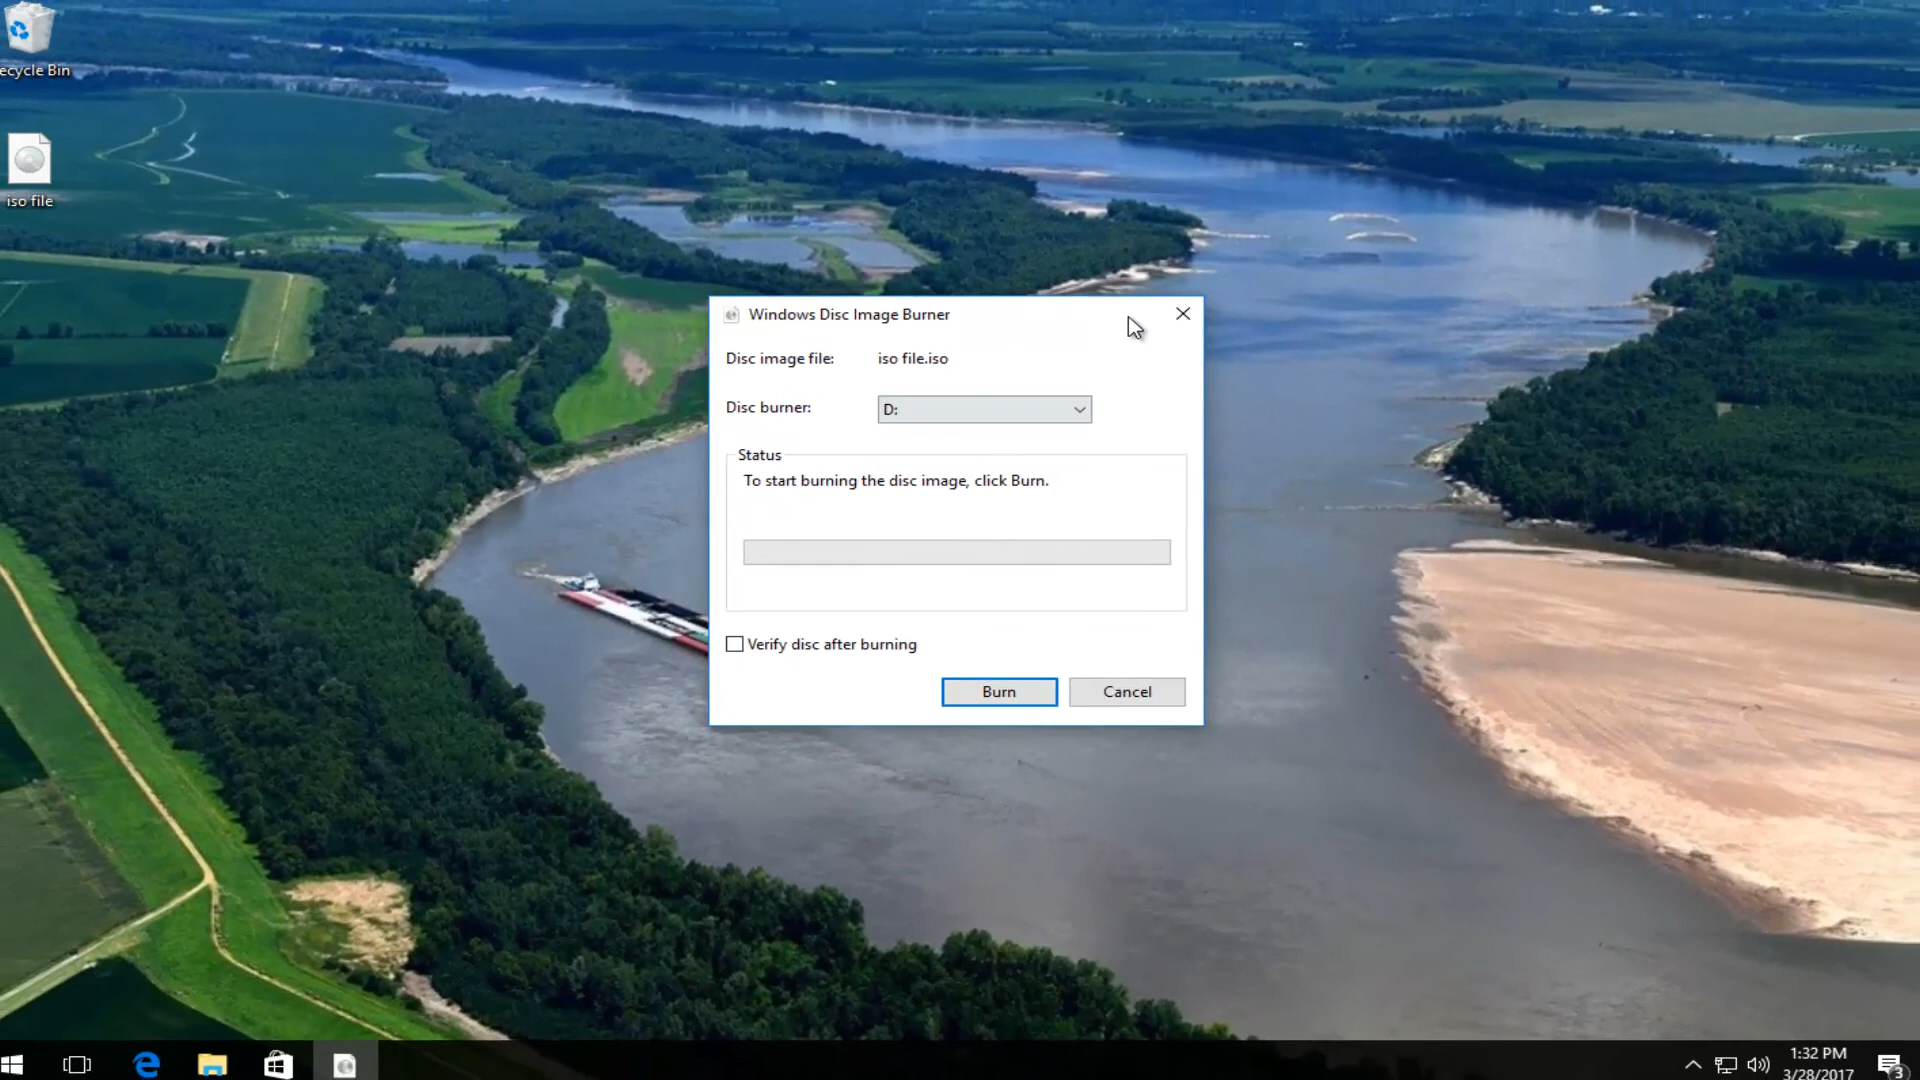 ecycle Bin
iso file
Windows Disc Image Burner
Disc image file: iso file.iso
Disc burner: D:
Status
To start burning the disc image, click Burn.
Verify disc after burning
Burn Cancel
1:32 PM
3/28/2017
3